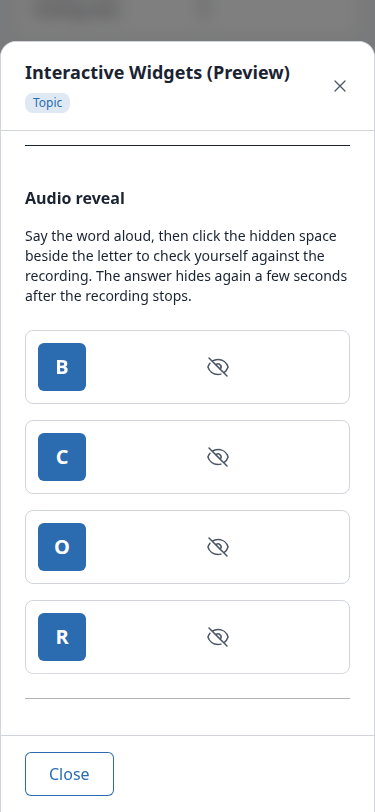 Interactive Widgets (Preview)
Topic
Audio reveal
Say the word aloud, then click the hidden space
beside the letter to check yourself against the
recording. The answer hides again a few seconds
after the recording stops.
B
C
O
R
Close